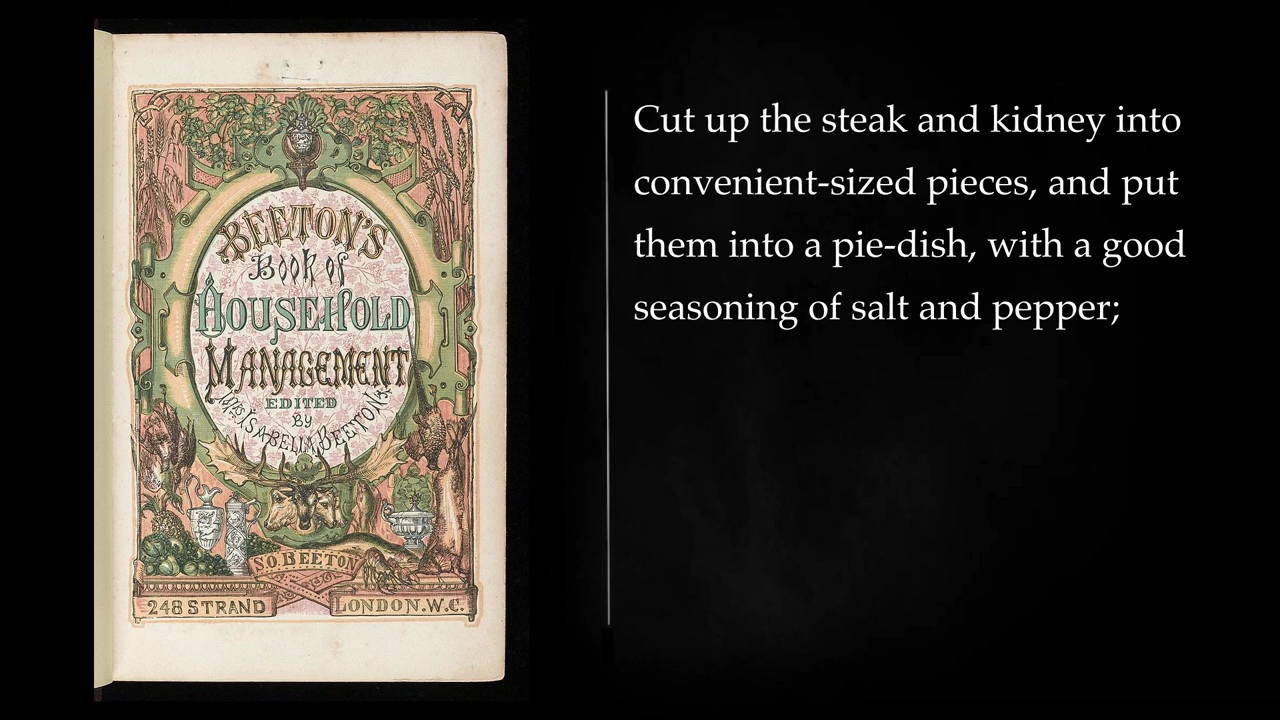 BEETON'S
Book of
HOUSEHOLD
MANAGEMENT
EDITED
BY
MRS ISABELLA BEETON
S.O. BEETON
248 STRAND
LONDON. W.C.
Cut up the steak and kidney into
convenient-sized pieces, and put
them into a pie-dish, with a good
seasoning of salt and pepper;